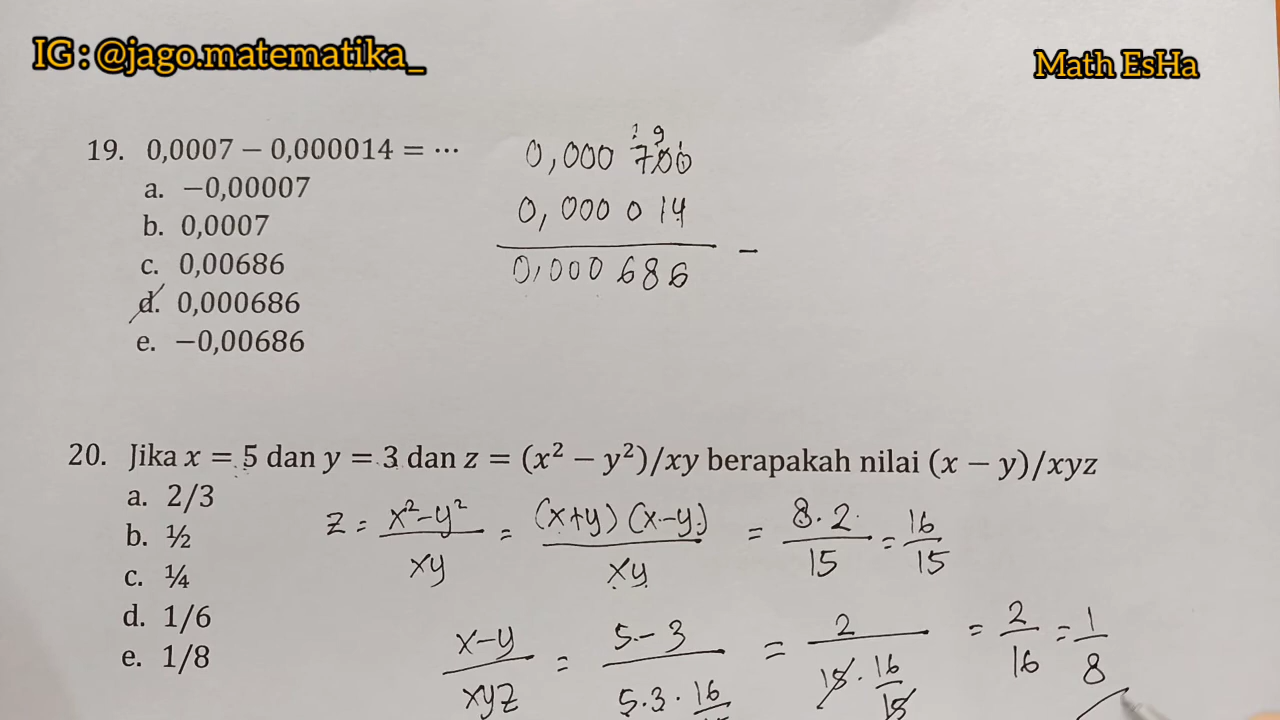 IG : @jago.matematika_
Math EsHa
19. 0,0007 − 0,000014 = ⋯
a. −0,00007
b. 0,0007
c. 0,00686
d. 0,000686
e. −0,00686
9
0,000 700
0,000 014
−
0,000 686
20. Jika x = 5 dan y = 3 dan z = (x² − y²)/xy berapakah nilai (x − y)/xyz
a. 2/3
b. ½
c. ¼
d. 1/6
e. 1/8
z = x²−y² / xy = (x+y) (x−y) / xy = 8 . 2 / 15 = 16/15
x−y / xyz = 5−3 / 5.3 . 16/15 = 2 / 15 . 16/15 = 2/16 = 1/8